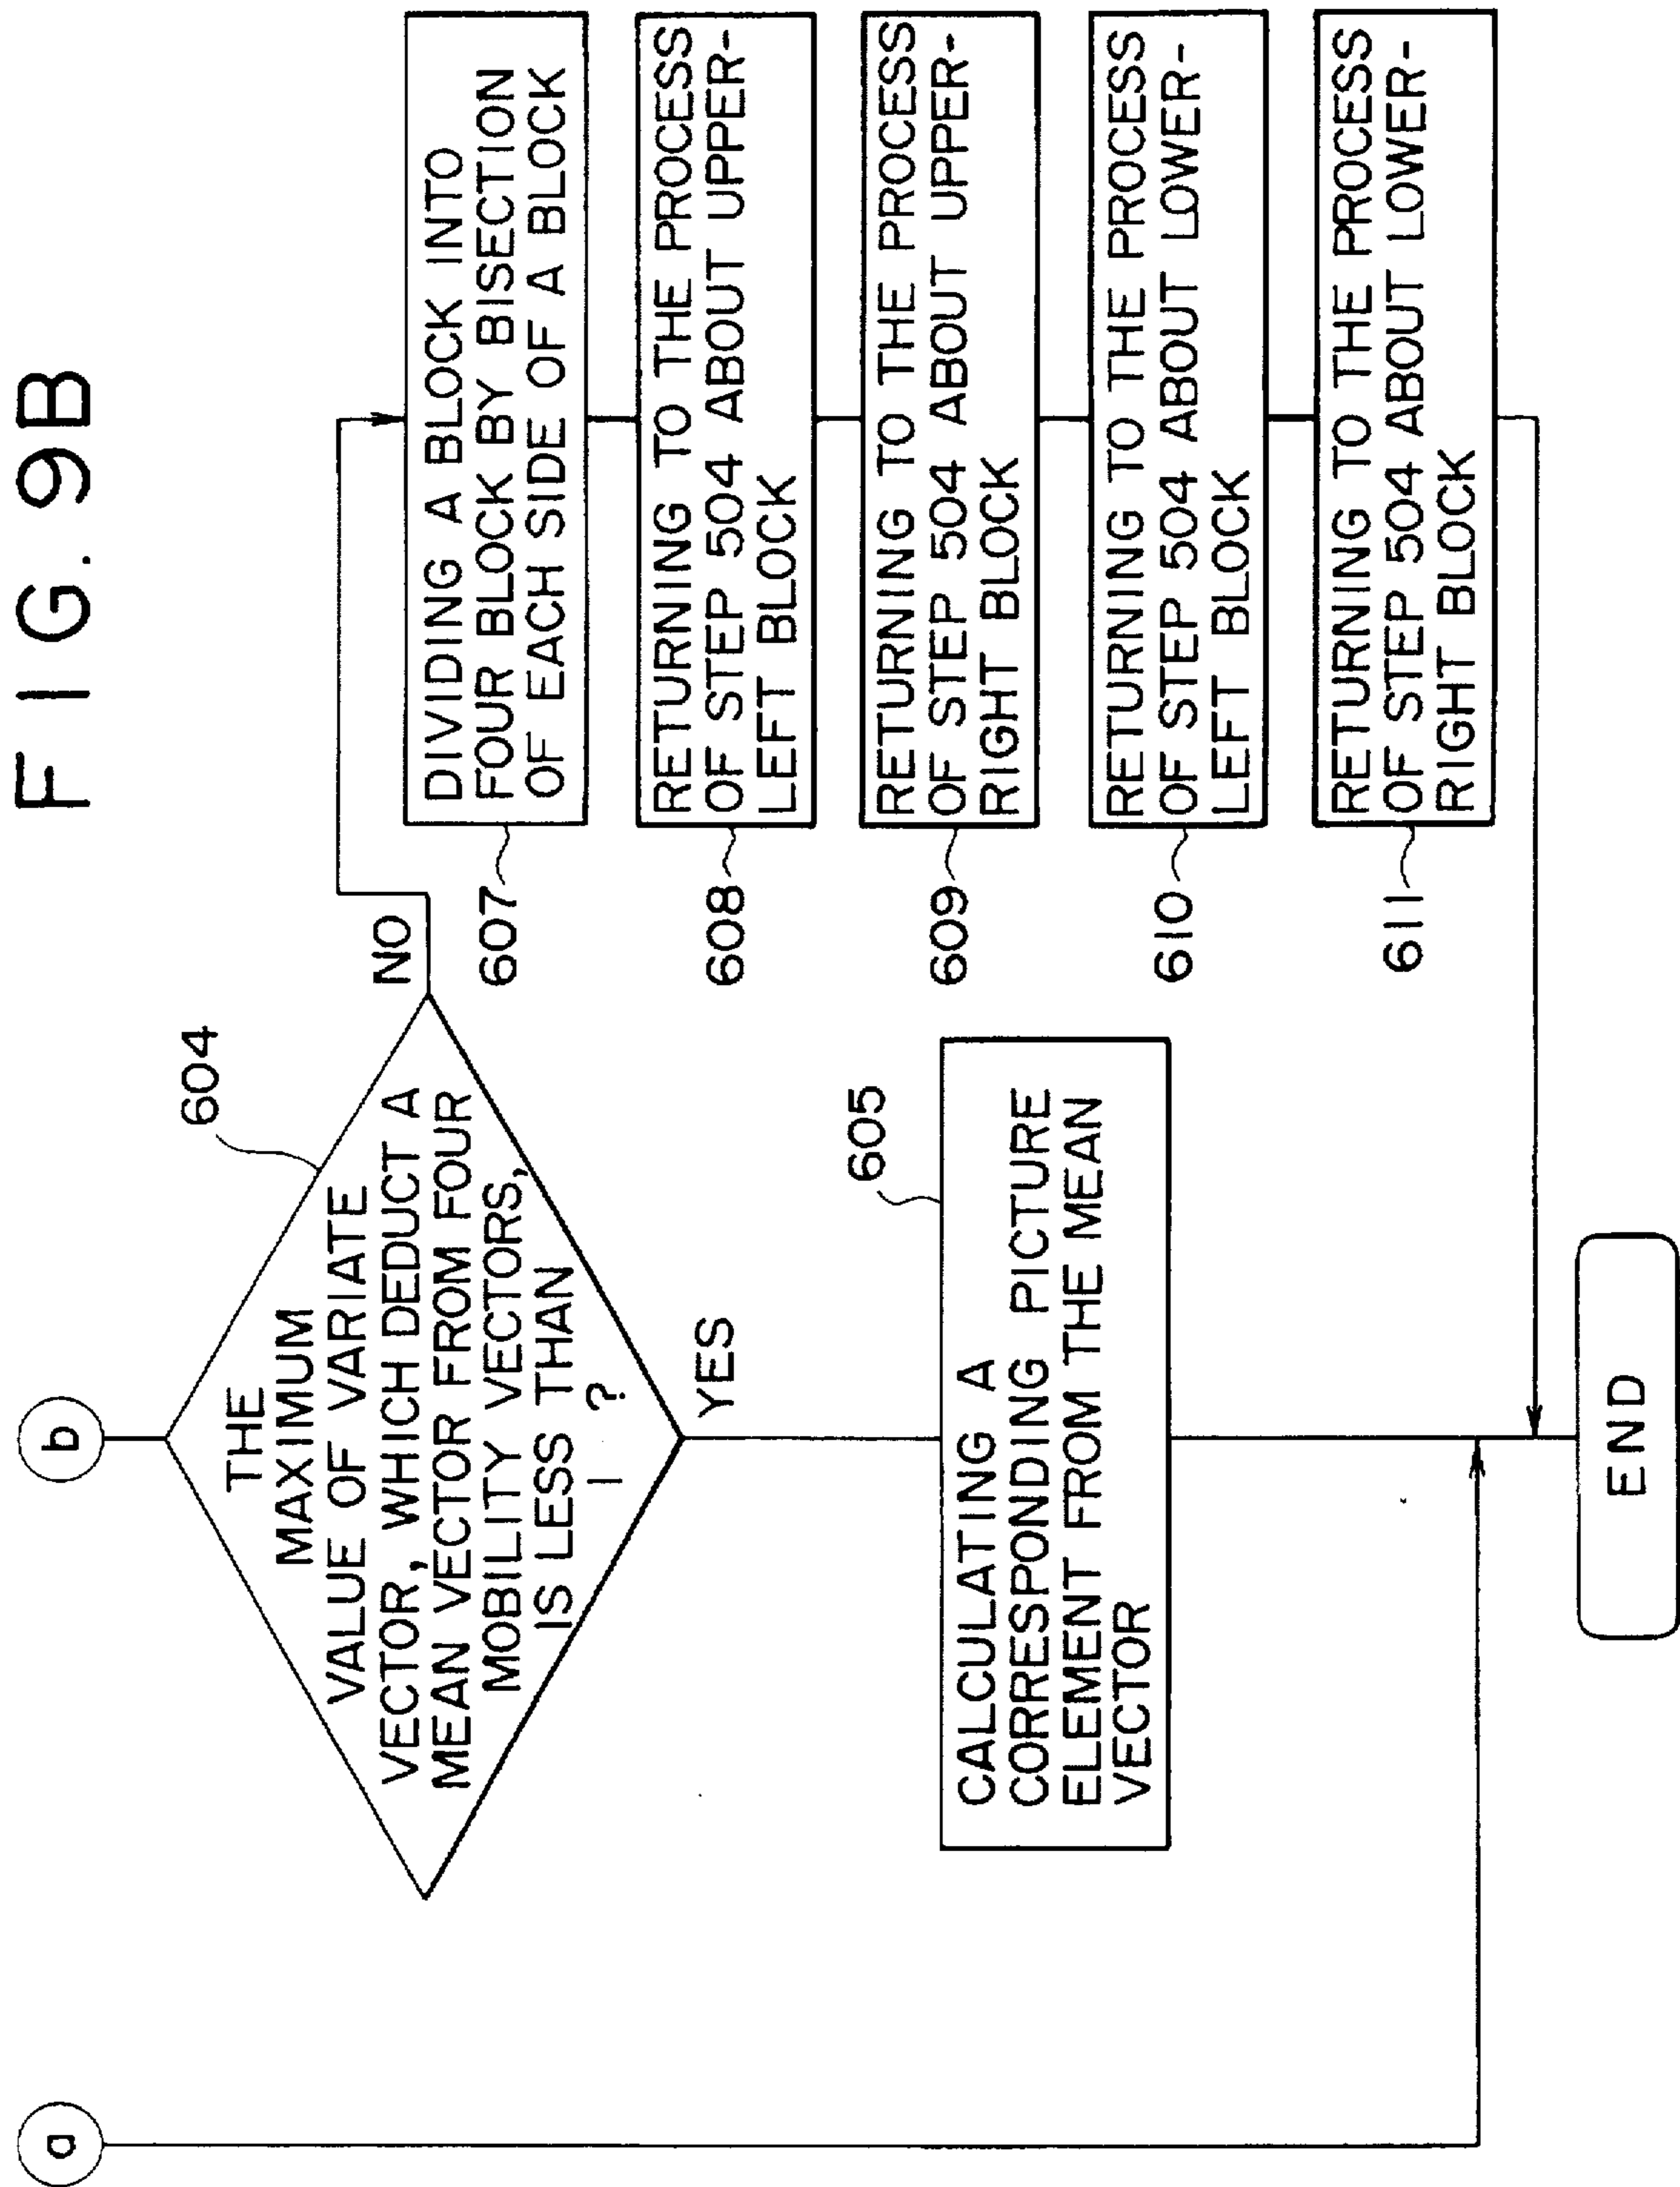 FIG. 9B
b
604
THE
MAXIMUM
VALUE OF VARIATE
VECTOR, WHICH DEDUCT A
MEAN VECTOR FROM FOUR
MOBILITY VECTORS,
IS LESS THAN
1 ?
NO
YES
605
CALCULATING A
CORRESPONDING PICTURE
ELEMENT FROM THE MEAN
VECTOR
607
DIVIDING A BLOCK INTO
FOUR BLOCK BY BISECTION
OF EACH SIDE OF A BLOCK
608
RETURNING TO THE PROCESS
OF STEP 504 ABOUT UPPER-
LEFT BLOCK
609
RETURNING TO THE PROCESS
OF STEP 504 ABOUT UPPER-
RIGHT BLOCK
610
RETURNING TO THE PROCESS
OF STEP 504 ABOUT LOWER-
LEFT BLOCK
611
RETURNING TO THE PROCESS
OF STEP 504 ABOUT LOWER-
RIGHT BLOCK
a
END